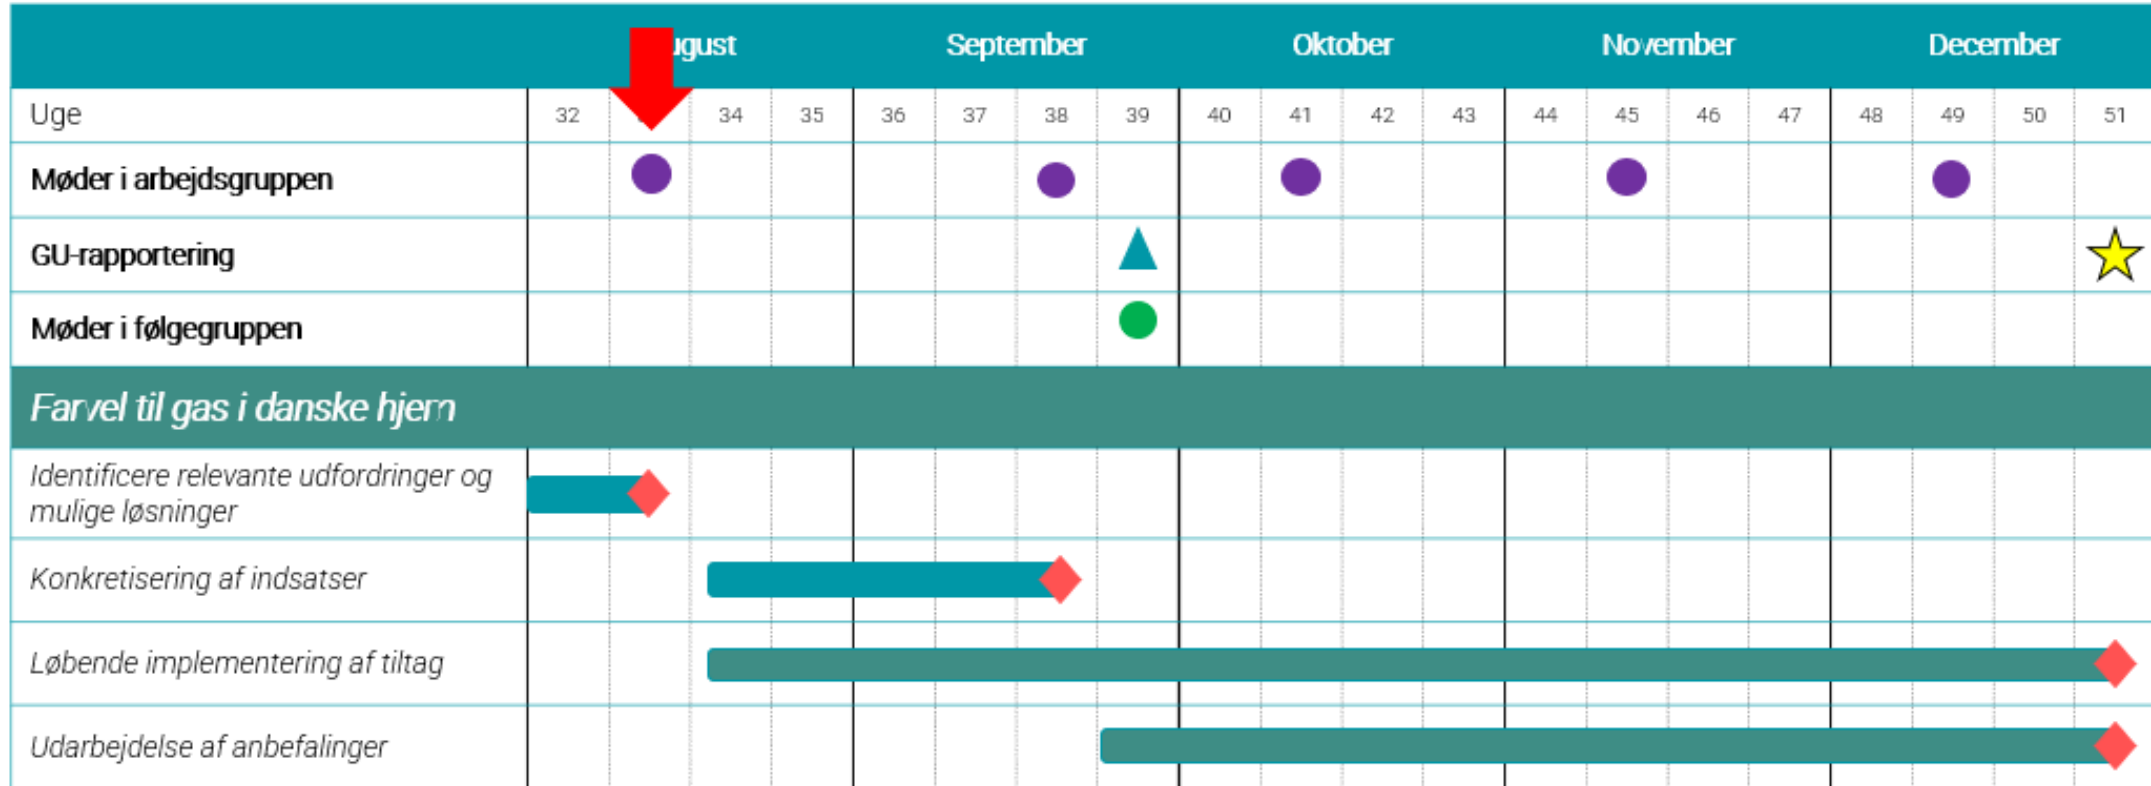 September Oktober November December
Uge 32 34 35 36 37 38 39 40 41 42 43 44 45 46 47 48 49 50 51
Møder i arbejdsgruppen
GU-rapportering
Møder i følgegruppen
Farvel til gas i danske hjem
Identificere relevante udfordringer og
mulige løsninger
Konkretisering af indsatser
Løbende implementering af tiltag
Udarbejdelse af anbefalinger